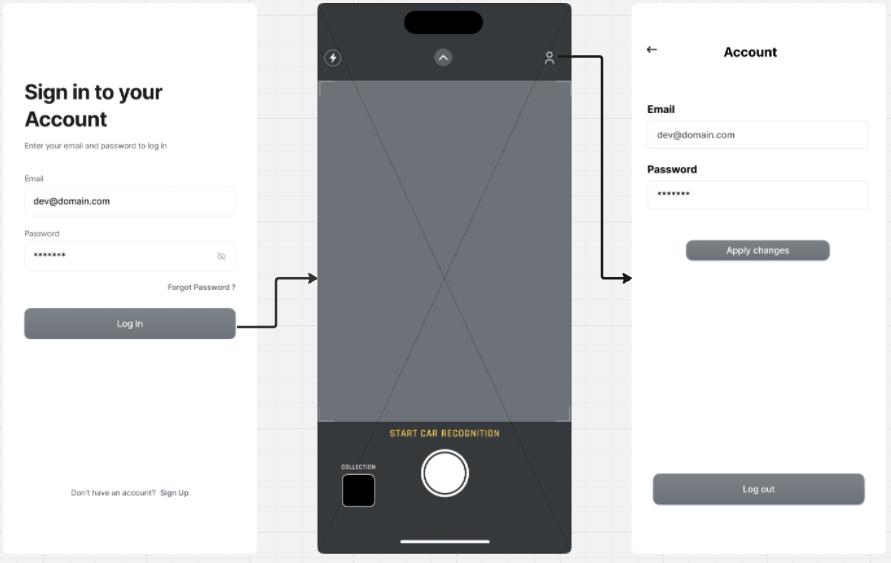 Sign in to your
Account
Enter your email and password to log in
Email
dev@domain.com
Password
*******
Forgot Password ?
Log In
Don't have an account? Sign Up
START CAR RECOGNITION
COLLECTION
Account
Email
dev@domain.com
Password
*******
Apply changes
Log out